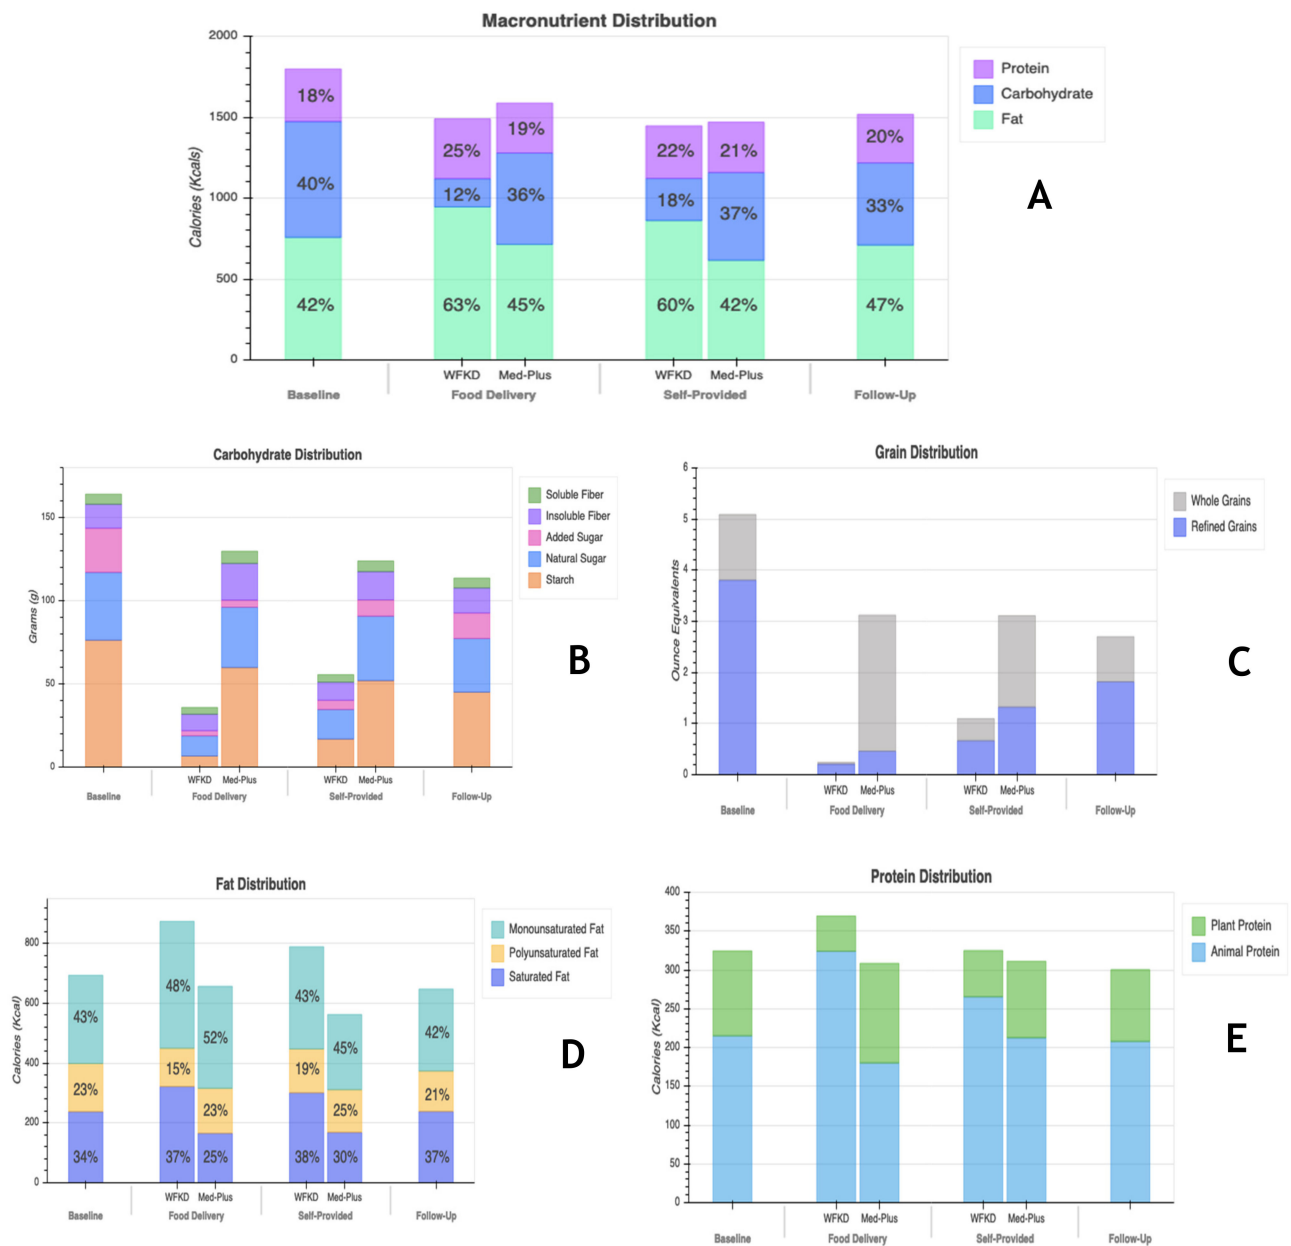 Macronutrient Distribution
2000
1500
1000
500
0
Calories (Kcals)
18%
40%
42%
25%
12%
63%
19%
36%
45%
22%
18%
60%
21%
37%
42%
20%
33%
47%
WFKD Med-Plus WFKD Med-Plus
Baseline Food Delivery Self-Provided Follow-Up
Protein
Carbohydrate
Fat
A
Carbohydrate Distribution
150
100
50
0
Grams (g)
WFKD Med-Plus WFKD Med-Plus
Baseline Food Delivery Self-Provided Follow-Up
Soluble Fiber
Insoluble Fiber
Added Sugar
Natural Sugar
Starch
B
Grain Distribution
6
5
4
3
2
1
0
Ounce Equivalents
WFKD Med-Plus WFKD Med-Plus
Baseline Food Delivery Self-Provided Follow-Up
Whole Grains
Refined Grains
C
Fat Distribution
800
600
400
200
0
Calories (Kcal)
43%
23%
34%
48%
15%
37%
52%
23%
25%
43%
19%
38%
45%
25%
30%
42%
21%
37%
WFKD Med-Plus WFKD Med-Plus
Baseline Food Delivery Self-Provided Follow-Up
Monounsaturated Fat
Polyunsaturated Fat
Saturated Fat
D
Protein Distribution
400
350
300
250
200
150
100
50
0
Calories (Kcal)
WFKD Med-Plus WFKD Med-Plus
Baseline Food Delivery Self-Provided Follow-Up
Plant Protein
Animal Protein
E